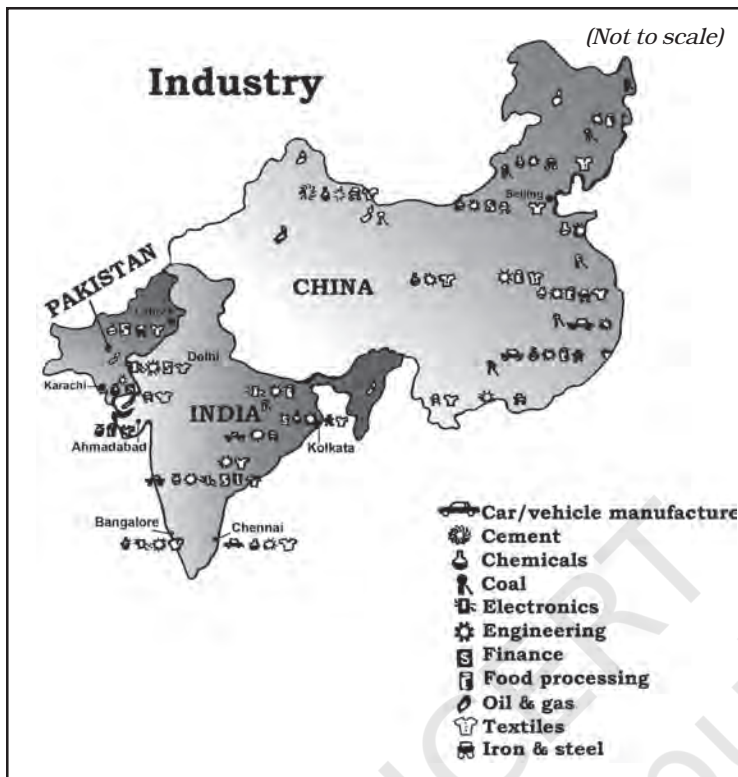 (Not to scale)
Industry
Beijing
PAKISTAN
CHINA
Lahore
Delhi
Karachi
INDIA
Ahmadabad
Kolkata
Bangalore
Chennai
Car/vehicle manufacture
Cement
Chemicals
Coal
Electronics
Engineering
Finance
Food processing
Oil & gas
Textiles
Iron & steel
NCERT